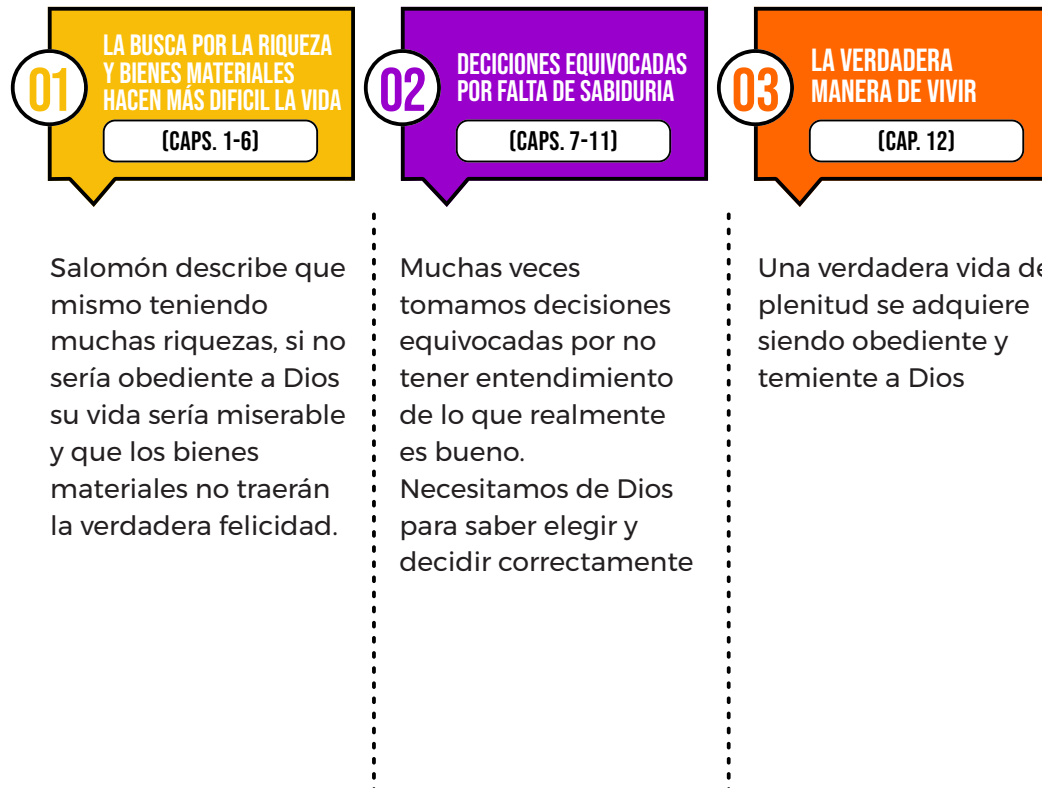 01
LA BUSCA POR LA RIQUEZA
Y BIENES MATERIALES
HACEN MÁS DIFICIL LA VIDA
(CAPS. 1-6)
Salomón describe que
mismo teniendo
muchas riquezas, si no
sería obediente a Dios
su vida sería miserable
y que los bienes
materiales no traerán
la verdadera felicidad.
02
DECICIONES EQUIVOCADAS
POR FALTA DE SABIDURIA
(CAPS. 7-11)
Muchas veces
tomamos decisiones
equivocadas por no
tener entendimiento
de lo que realmente
es bueno.
Necesitamos de Dios
para saber elegir y
decidir correctamente
03
LA VERDADERA
MANERA DE VIVIR
(CAP. 12)
Una verdadera vida de
plenitud se adquiere
siendo obediente y
temiente a Dios